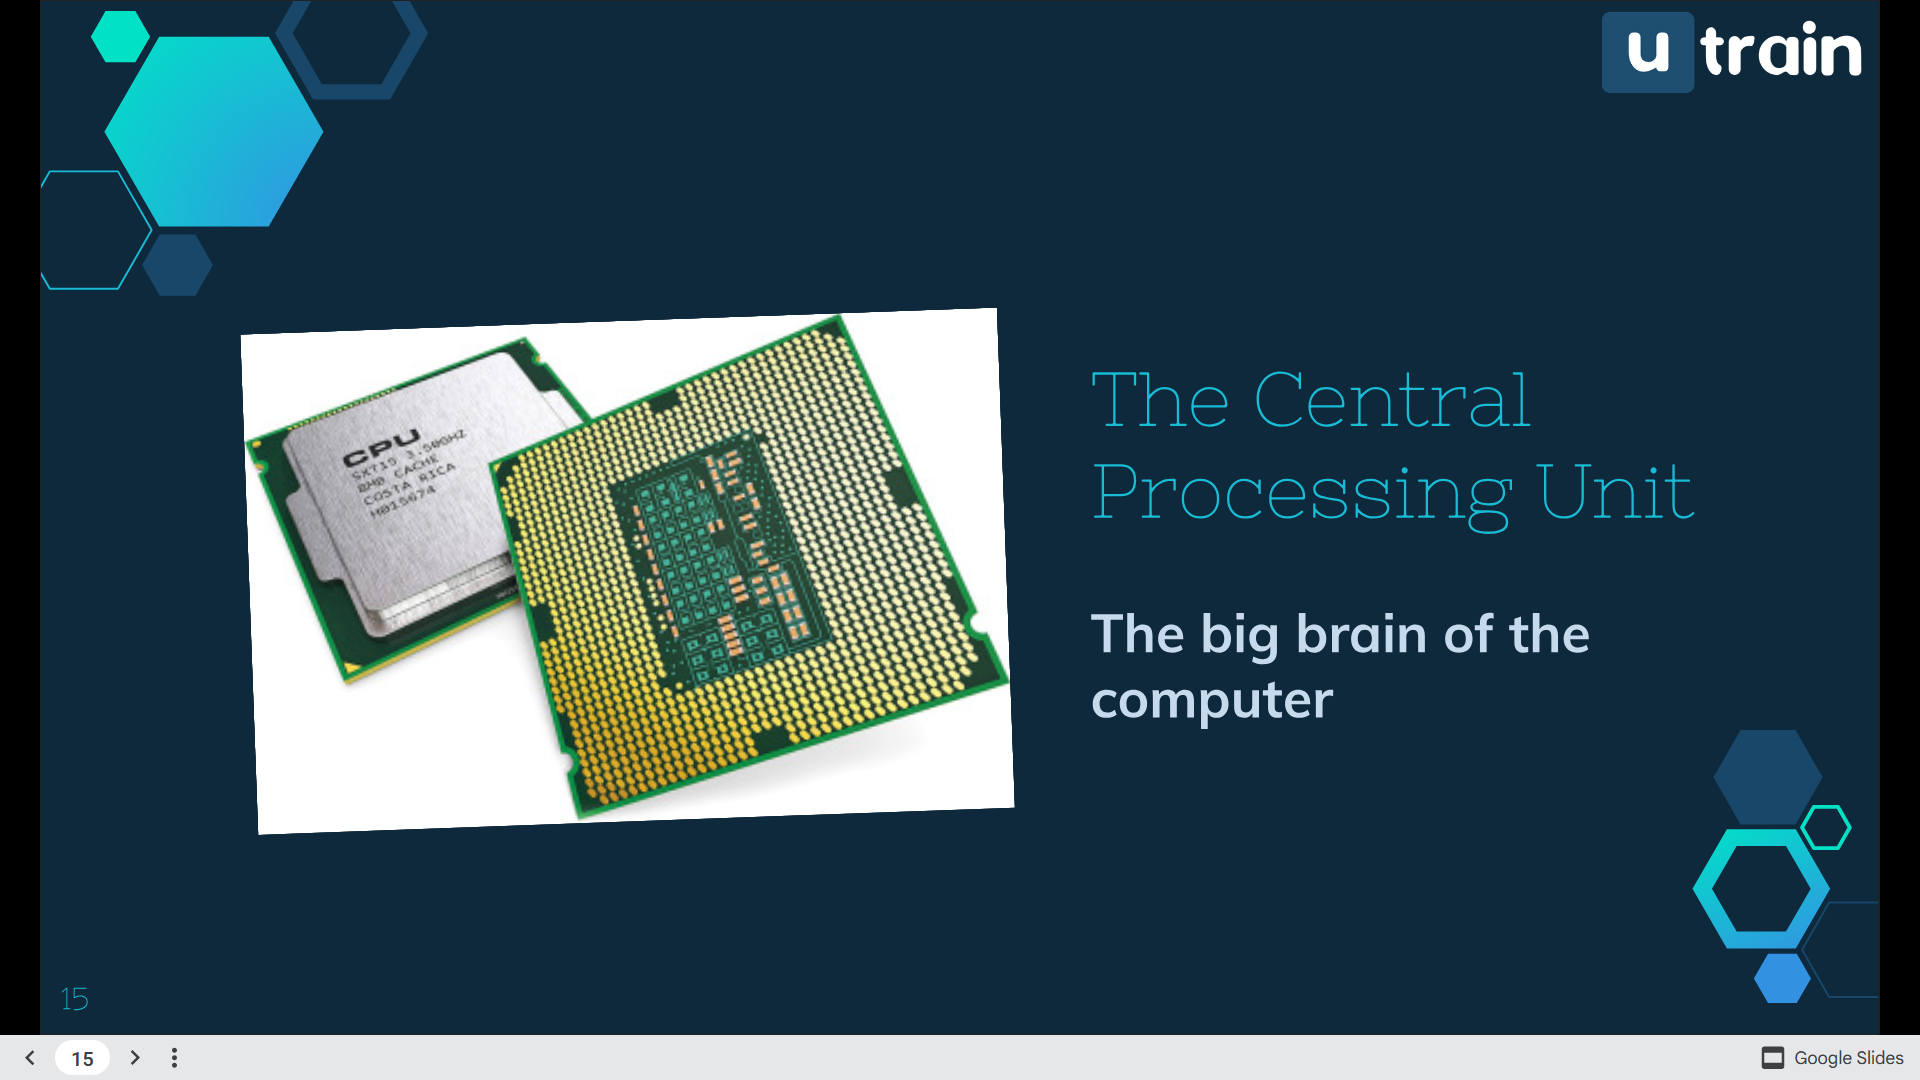 u train
CPU
SX715 3.50GHZ
8MB CACHE
COSTA RICA
The Central
Processing Unit
The big brain of the
computer
15
15
Google Slides